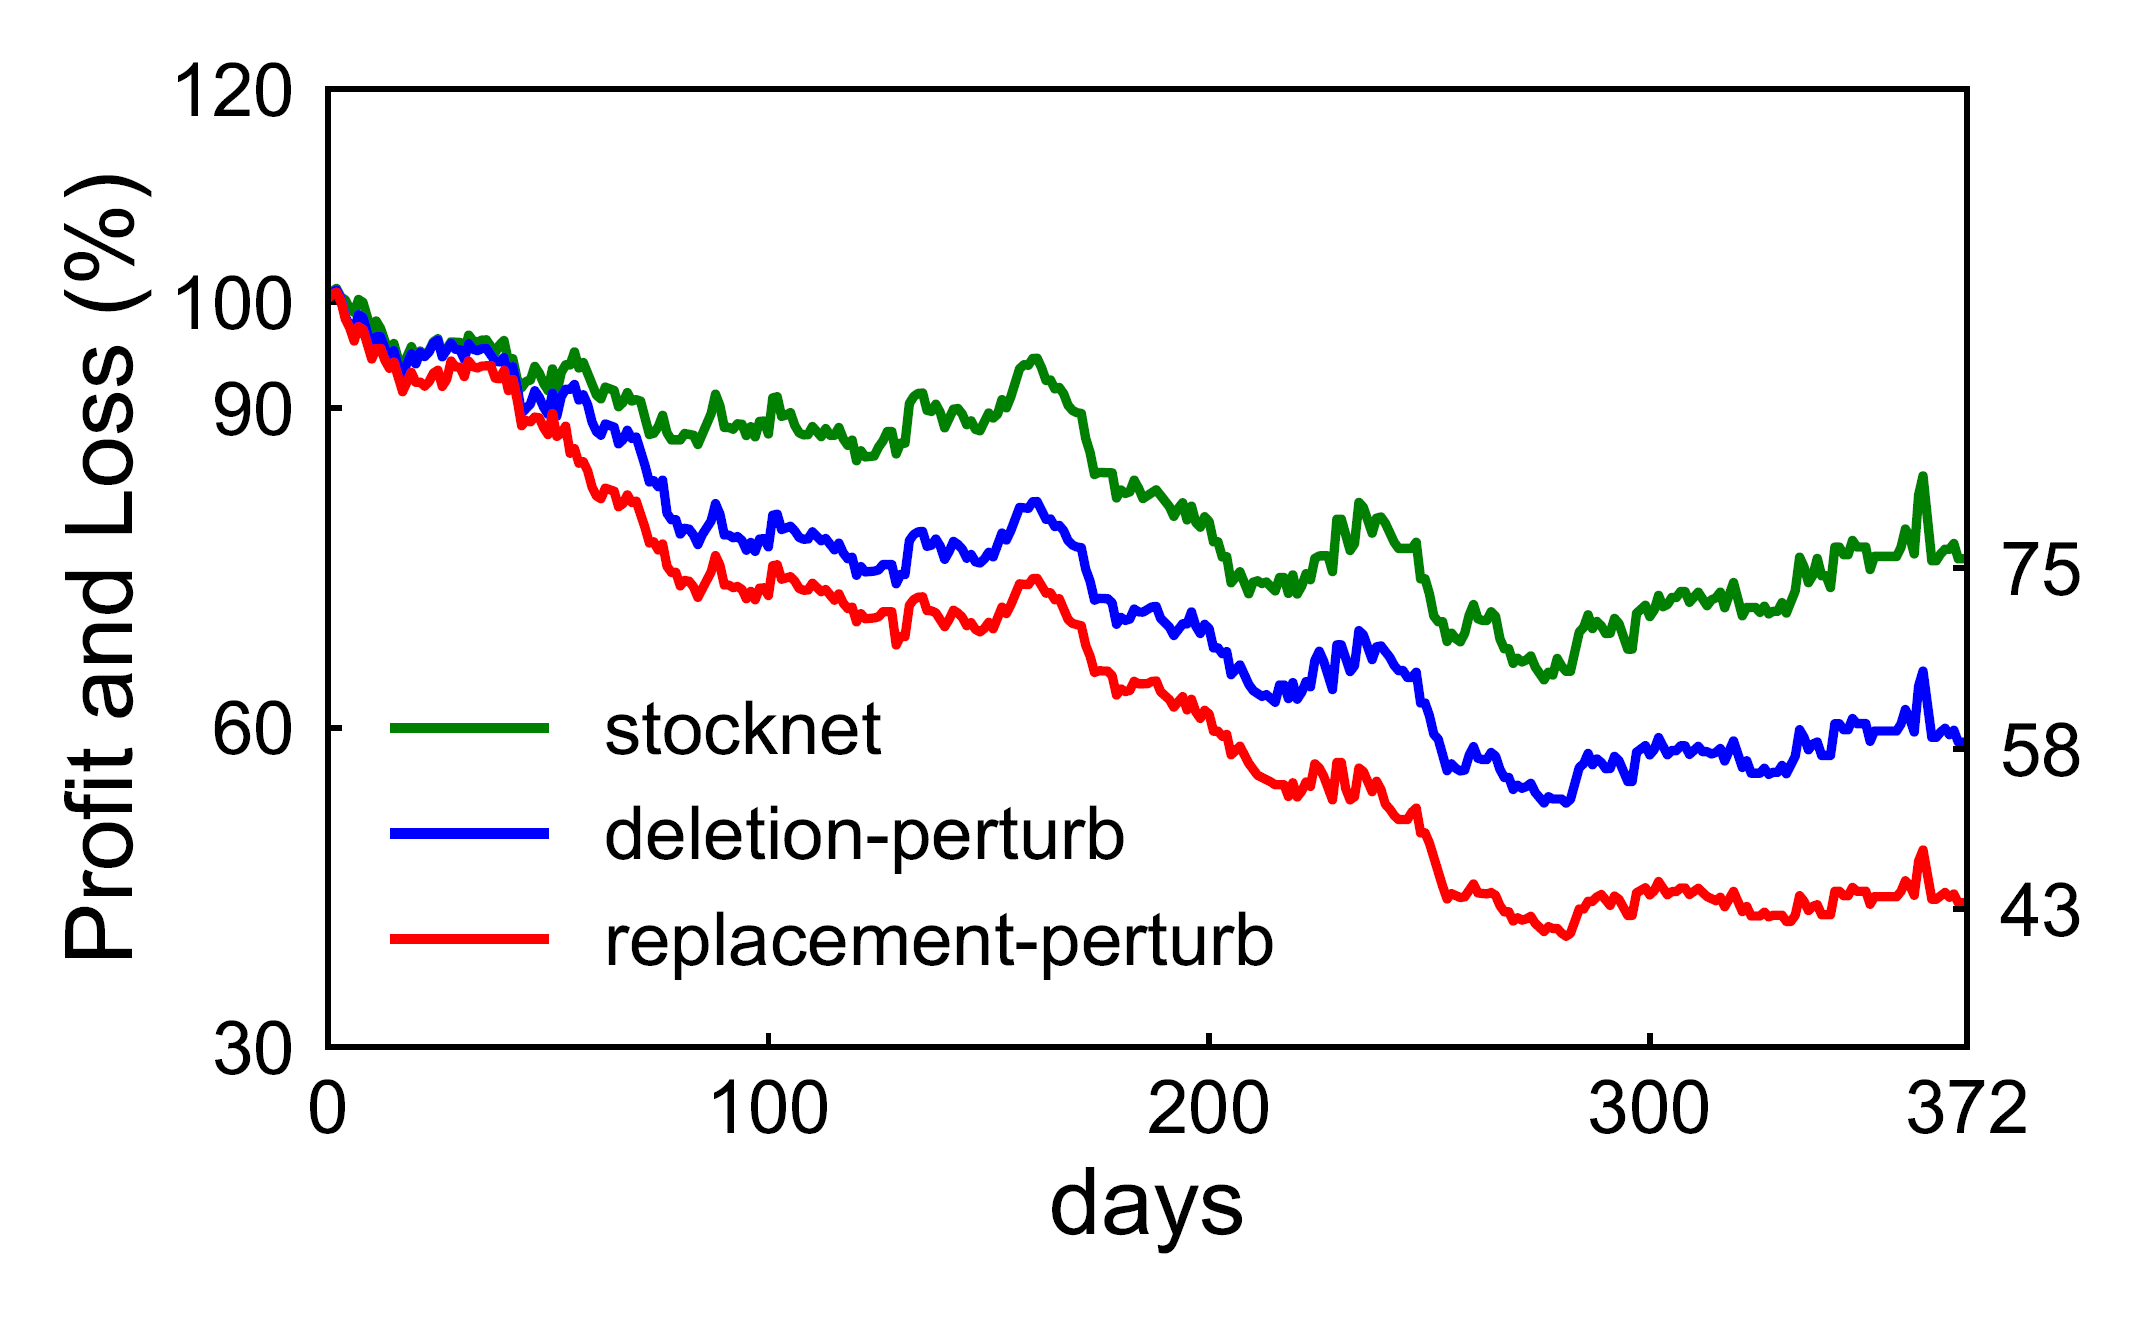 Profit and Loss (%)
120
100
90
60
30
stocknet
deletion-perturb
replacement-perturb
75
58
43
0 100 200 300 372
days